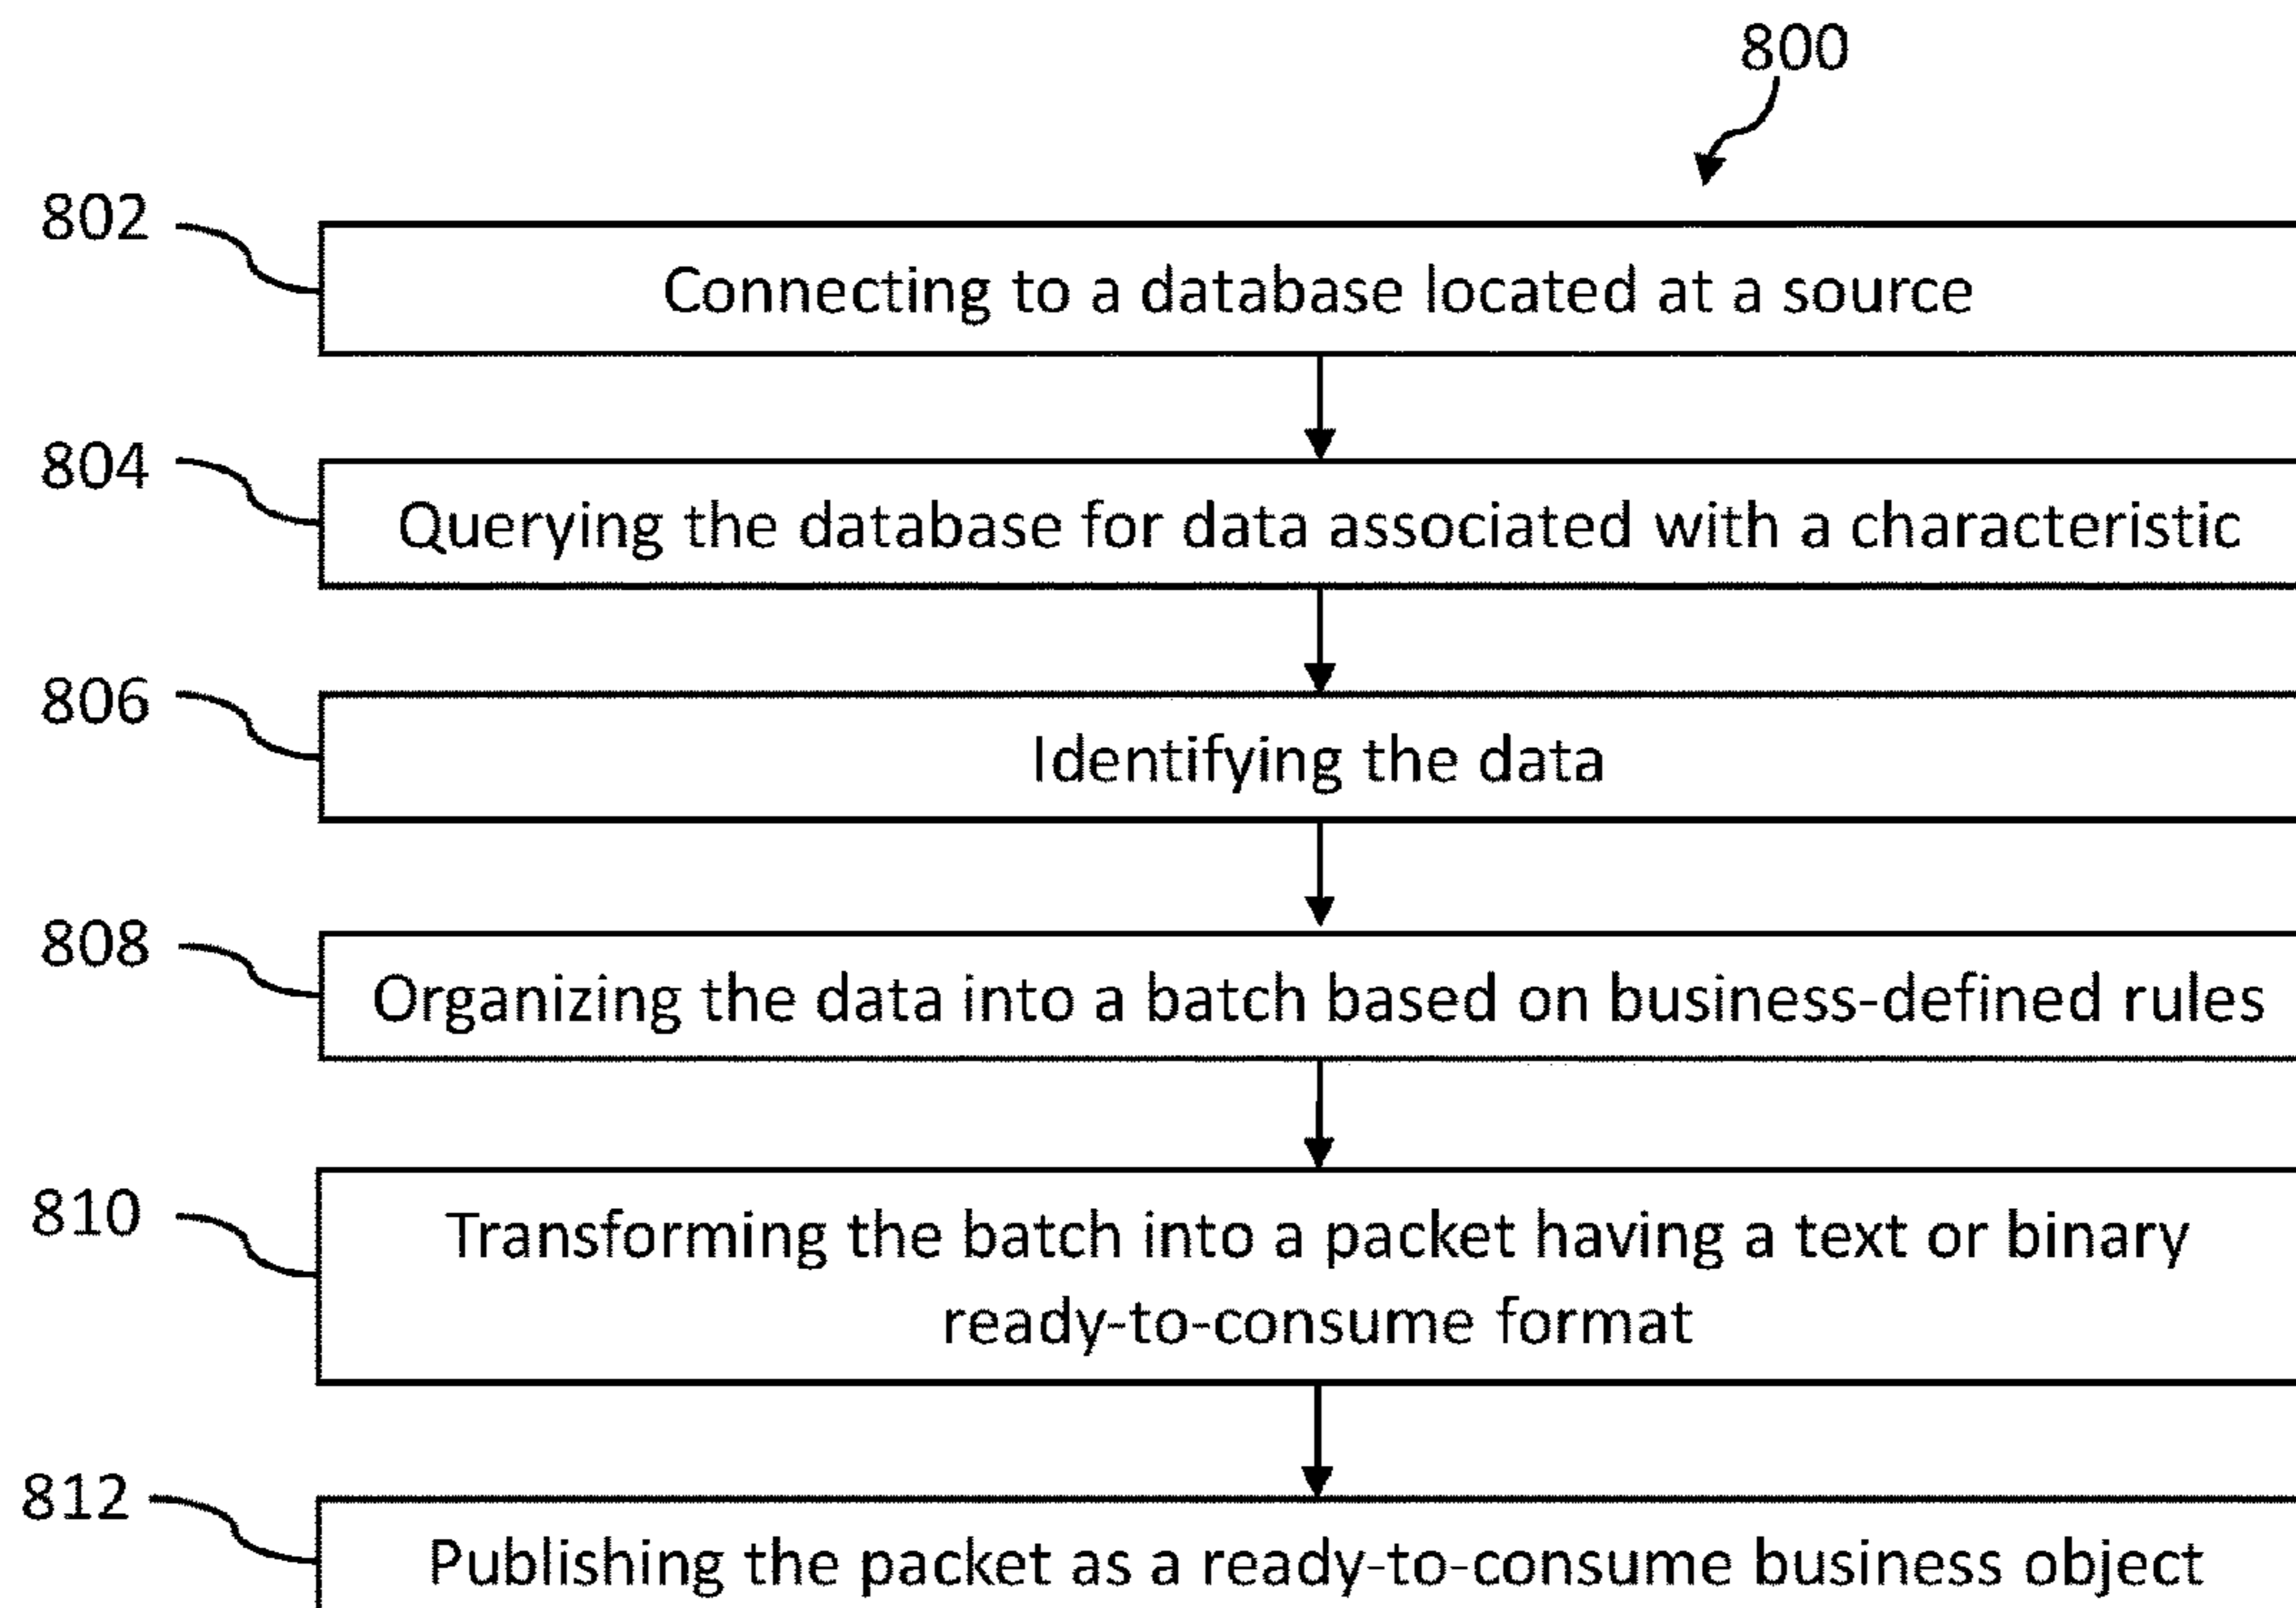 800
802
Connecting to a database located at a source
804
Querying the database for data associated with a characteristic
806
Identifying the data
808
Organizing the data into a batch based on business-defined rules
810
Transforming the batch into a packet having a text or binary
ready-to-consume format
812
Publishing the packet as a ready-to-consume business object